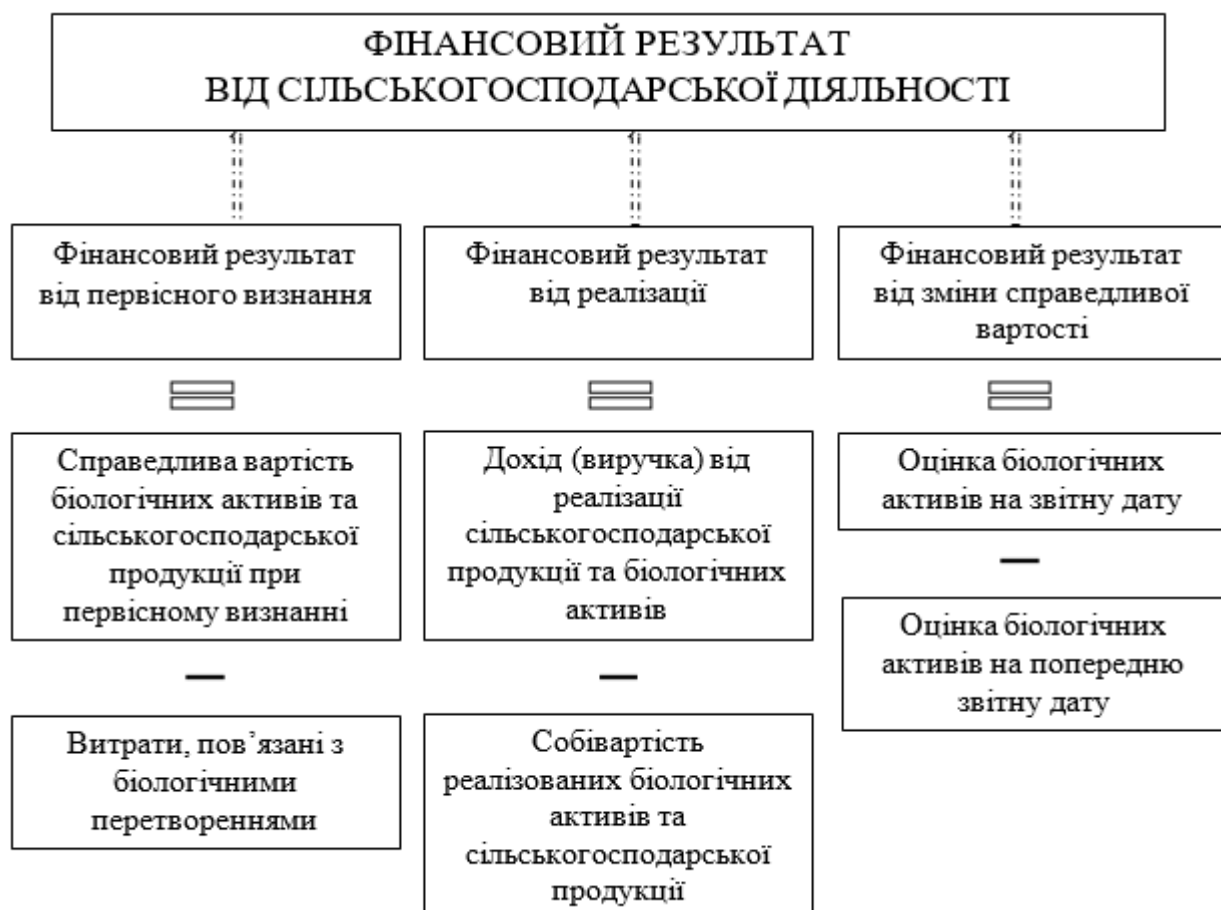 ФІНАНСОВИЙ РЕЗУЛЬТАТ
ВІД СІЛЬСЬКОГОСПОДАРСЬКОЇ ДІЯЛЬНОСТІ
Фінансовий результат
від первісного визнання
Фінансовий результат
від реалізації
Фінансовий результат
від зміни справедливої
вартості
Справедлива вартість
біологічних активів та
сільськогосподарської
продукції при
первісному визнанні
Дохід (виручка) від
реалізації
сільськогосподарської
продукції та біологічних
активів
Оцінка біологічних
активів на звітну дату
Оцінка біологічних
активів на попередню
звітну дату
Витрати, пов’язані з
біологічними
перетвореннями
Собівартість
реалізованих біологічних
активів та
сільськогосподарської
продукції